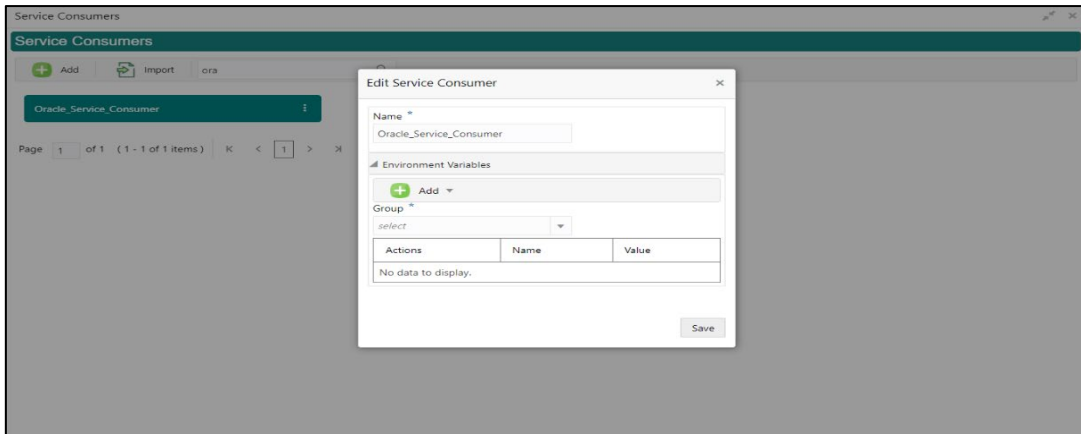 Service Consumers
Service Consumers
Add Import ora
Oracle_Service_Consumer
Page 1 of 1 (1 - 1 of 1 items) K < 1 > >|
Edit Service Consumer ×
Name *
Oracle_Service_Consumer
Environment Variables
Add
Group *
select
Actions Name Value
No data to display.
Save